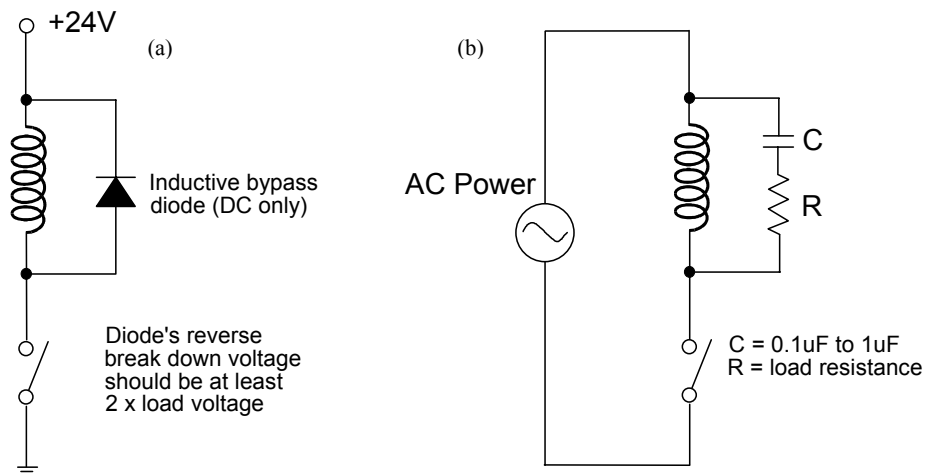 +24V
(a)
Inductive bypass
diode (DC only)
Diode's reverse
break down voltage
should be at least
2 x load voltage
(b)
AC Power
C
R
C = 0.1uF to 1uF
R = load resistance